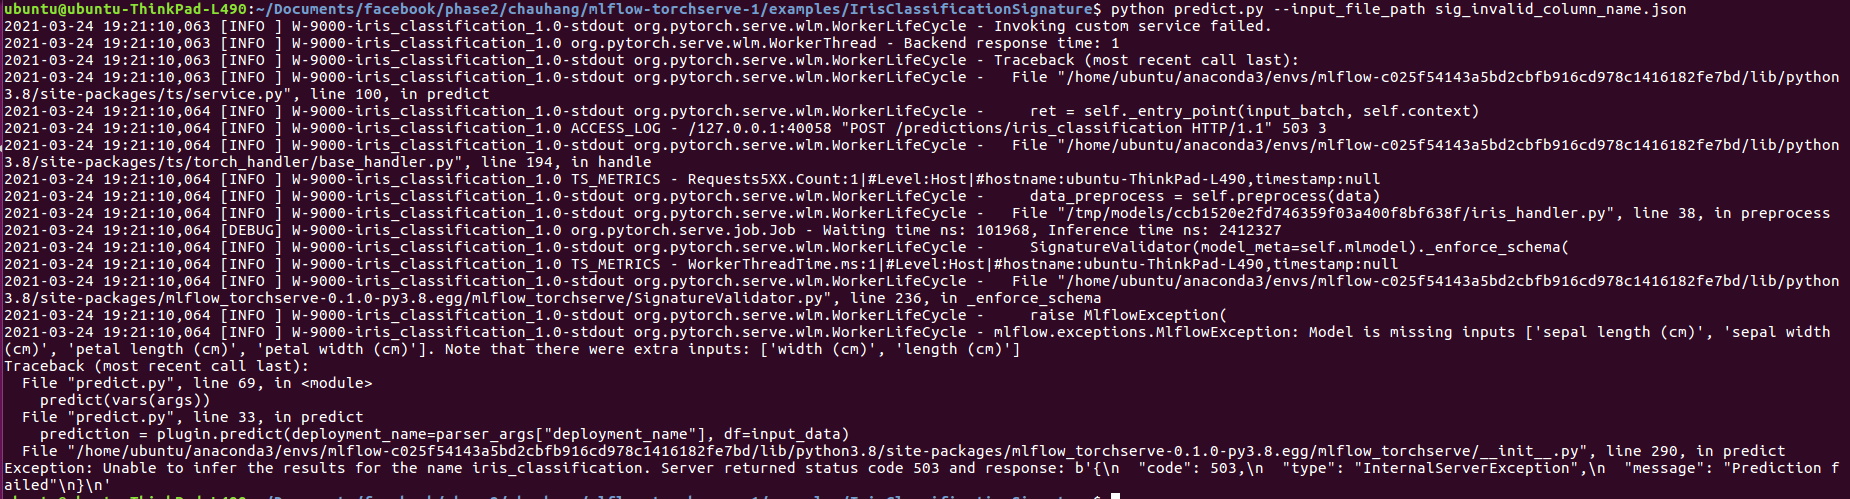 ubuntu@ubuntu-ThinkPad-L490:~/Documents/facebook/phase2/chauhang/mlflow-torchserve-1/examples/IrisClassificationSignature$ python predict.py --input_file_path sig_invalid_column_name.json
2021-03-24 19:21:10,063 [INFO ] W-9000-iris_classification_1.0-stdout org.pytorch.serve.wlm.WorkerLifeCycle - Invoking custom service failed.
2021-03-24 19:21:10,063 [INFO ] W-9000-iris_classification_1.0 org.pytorch.serve.wlm.WorkerThread - Backend response time: 1
2021-03-24 19:21:10,063 [INFO ] W-9000-iris_classification_1.0-stdout org.pytorch.serve.wlm.WorkerLifeCycle - Traceback (most recent call last):
2021-03-24 19:21:10,063 [INFO ] W-9000-iris_classification_1.0-stdout org.pytorch.serve.wlm.WorkerLifeCycle -   File "/home/ubuntu/anaconda3/envs/mlflow-c025f54143a5bd2cbfb916cd978c1416182fe7bd/lib/python
3.8/site-packages/ts/service.py", line 100, in predict
2021-03-24 19:21:10,064 [INFO ] W-9000-iris_classification_1.0-stdout org.pytorch.serve.wlm.WorkerLifeCycle -     ret = self._entry_point(input_batch, self.context)
2021-03-24 19:21:10,064 [INFO ] W-9000-iris_classification_1.0 ACCESS_LOG - /127.0.0.1:40058 "POST /predictions/iris_classification HTTP/1.1" 503 3
2021-03-24 19:21:10,064 [INFO ] W-9000-iris_classification_1.0-stdout org.pytorch.serve.wlm.WorkerLifeCycle -   File "/home/ubuntu/anaconda3/envs/mlflow-c025f54143a5bd2cbfb916cd978c1416182fe7bd/lib/python
3.8/site-packages/ts/torch_handler/base_handler.py", line 194, in handle
2021-03-24 19:21:10,064 [INFO ] W-9000-iris_classification_1.0 TS_METRICS - Requests5XX.Count:1|#Level:Host|#hostname:ubuntu-ThinkPad-L490,timestamp:null
2021-03-24 19:21:10,064 [INFO ] W-9000-iris_classification_1.0-stdout org.pytorch.serve.wlm.WorkerLifeCycle -     data_preprocess = self.preprocess(data)
2021-03-24 19:21:10,064 [INFO ] W-9000-iris_classification_1.0-stdout org.pytorch.serve.wlm.WorkerLifeCycle -   File "/tmp/models/ccb1520e2fd746359f03a400f8bf638f/iris_handler.py", line 38, in preprocess
2021-03-24 19:21:10,064 [DEBUG] W-9000-iris_classification_1.0 org.pytorch.serve.job.Job - Waiting time ns: 101968, Inference time ns: 2412327
2021-03-24 19:21:10,064 [INFO ] W-9000-iris_classification_1.0-stdout org.pytorch.serve.wlm.WorkerLifeCycle -     SignatureValidator(model_meta=self.mlmodel)._enforce_schema(
2021-03-24 19:21:10,064 [INFO ] W-9000-iris_classification_1.0 TS_METRICS - WorkerThreadTime.ms:1|#Level:Host|#hostname:ubuntu-ThinkPad-L490,timestamp:null
2021-03-24 19:21:10,064 [INFO ] W-9000-iris_classification_1.0-stdout org.pytorch.serve.wlm.WorkerLifeCycle -   File "/home/ubuntu/anaconda3/envs/mlflow-c025f54143a5bd2cbfb916cd978c1416182fe7bd/lib/python
3.8/site-packages/mlflow_torchserve-0.1.0-py3.8.egg/mlflow_torchserve/SignatureValidator.py", line 236, in _enforce_schema
2021-03-24 19:21:10,064 [INFO ] W-9000-iris_classification_1.0-stdout org.pytorch.serve.wlm.WorkerLifeCycle -     raise MlflowException(
2021-03-24 19:21:10,064 [INFO ] W-9000-iris_classification_1.0-stdout org.pytorch.serve.wlm.WorkerLifeCycle - mlflow.exceptions.MlflowException: Model is missing inputs ['sepal length (cm)', 'sepal width
(cm)', 'petal length (cm)', 'petal width (cm)']. Note that there were extra inputs: ['width (cm)', 'length (cm)']
Traceback (most recent call last):
  File "predict.py", line 69, in <module>
    predict(vars(args))
  File "predict.py", line 33, in predict
    prediction = plugin.predict(deployment_name=parser_args["deployment_name"], df=input_data)
  File "/home/ubuntu/anaconda3/envs/mlflow-c025f54143a5bd2cbfb916cd978c1416182fe7bd/lib/python3.8/site-packages/mlflow_torchserve-0.1.0-py3.8.egg/mlflow_torchserve/__init__.py", line 290, in predict
Exception: Unable to infer the results for the name iris_classification. Server returned status code 503 and response: b'{\n  "code": 503,\n  "type": "InternalServerException",\n  "message": "Prediction f
ailed"\n}\n'